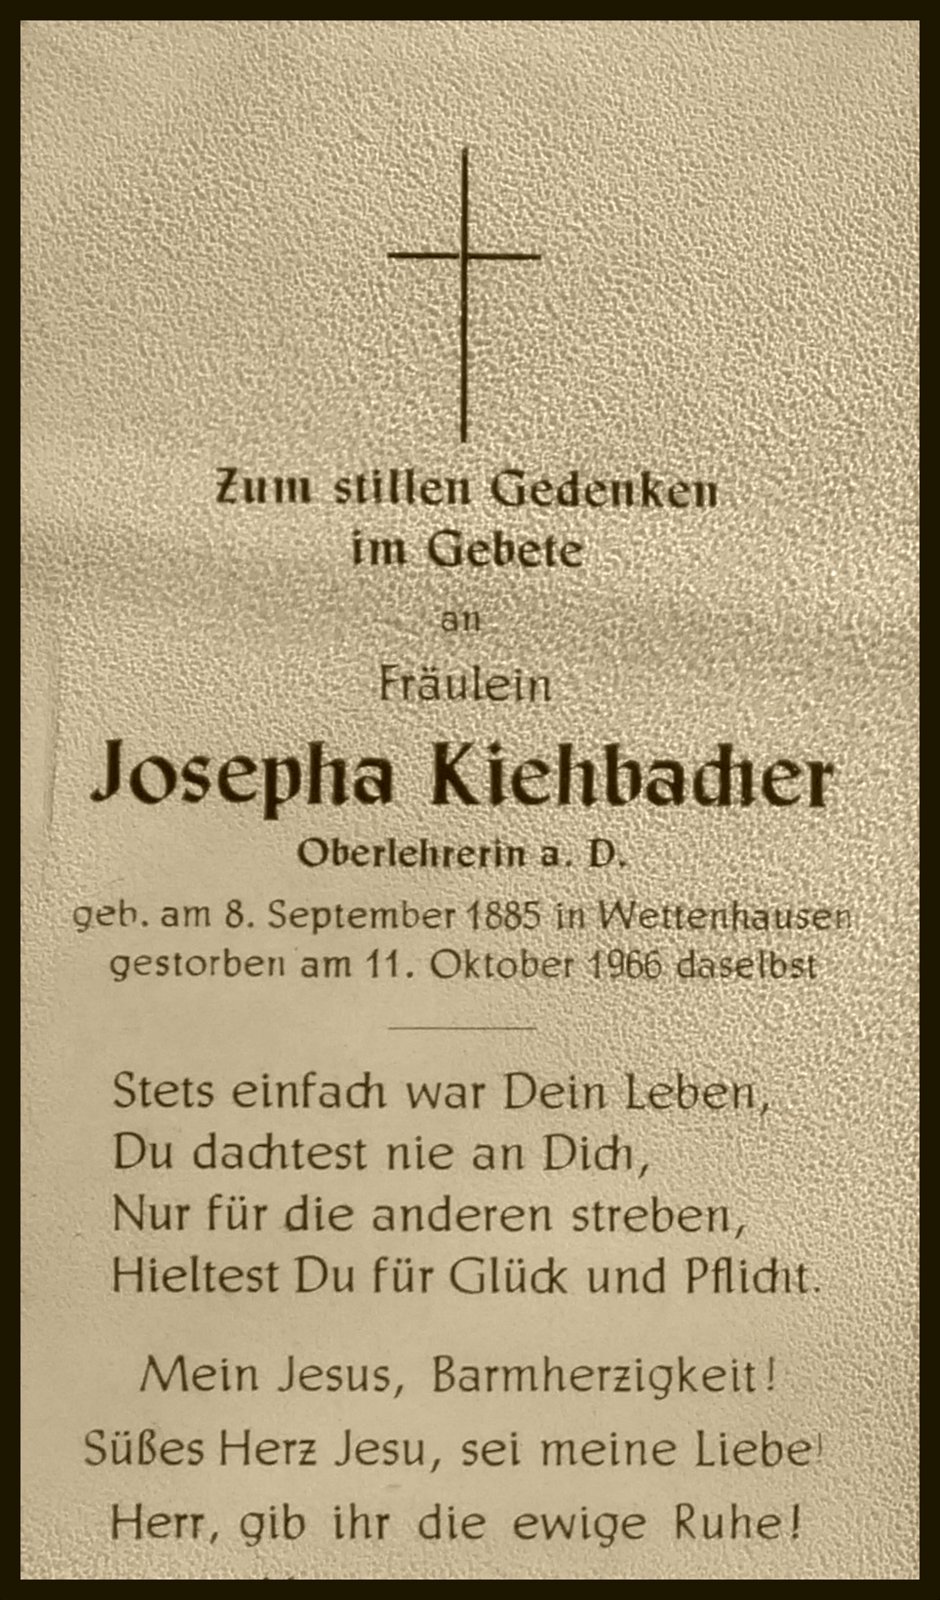 Zum stillen Gedenken
im Gebete
an
Fräulein
Josepha Kiehbacher
Oberlehrerin a. D.
geb. am 8. September 1885 in Wettenhausen
gestorben am 11. Oktober 1966 daselbst
Stets einfach war Dein Leben,
Du dachtest nie an Dich,
Nur für die anderen streben,
Hieltest Du für Glück und Pflicht.
Mein Jesus, Barmherzigkeit!
Süßes Herz Jesu, sei meine Liebe!
Herr, gib ihr die ewige Ruhe!